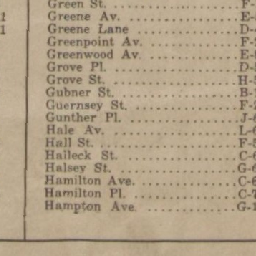 Green St. F-
Greene Av. E-
Greene Lane D-
Greenpoint Av. F-
Greenwood Av. E-
Grove Pl. D-
Grove St. H-
Gubner St. B-
Guernsey St. F-
Gunther Pl. J-
Hale Av. L-
Hall St. F-
Halleck St. C-
Halsey St. G-
Hamilton Ave. C-
Hamilton Pl. C-
Hampton Ave. G-1